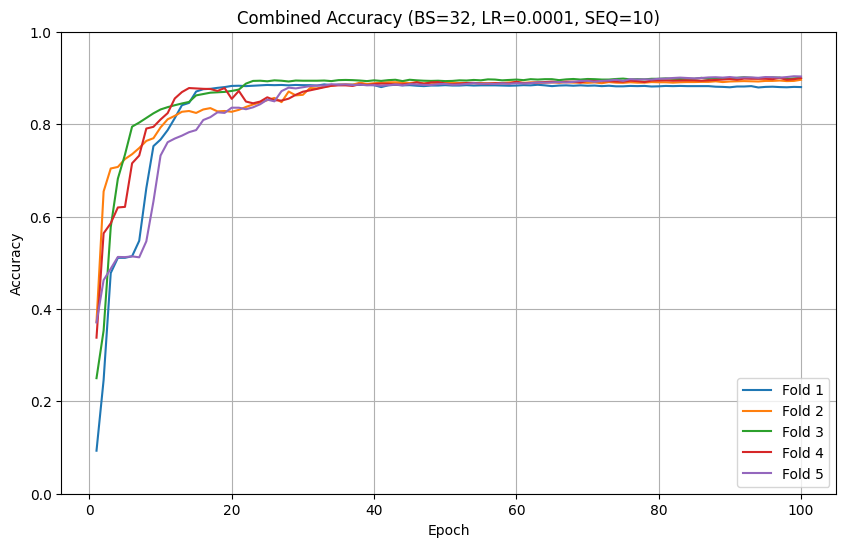 Combined Accuracy (BS=32, LR=0.0001, SEQ=10)
1.0
0.8
0.6
0.4
0.2
0.0
Accuracy
0 20 40 60 80 100
Epoch
Fold 1
Fold 2
Fold 3
Fold 4
Fold 5